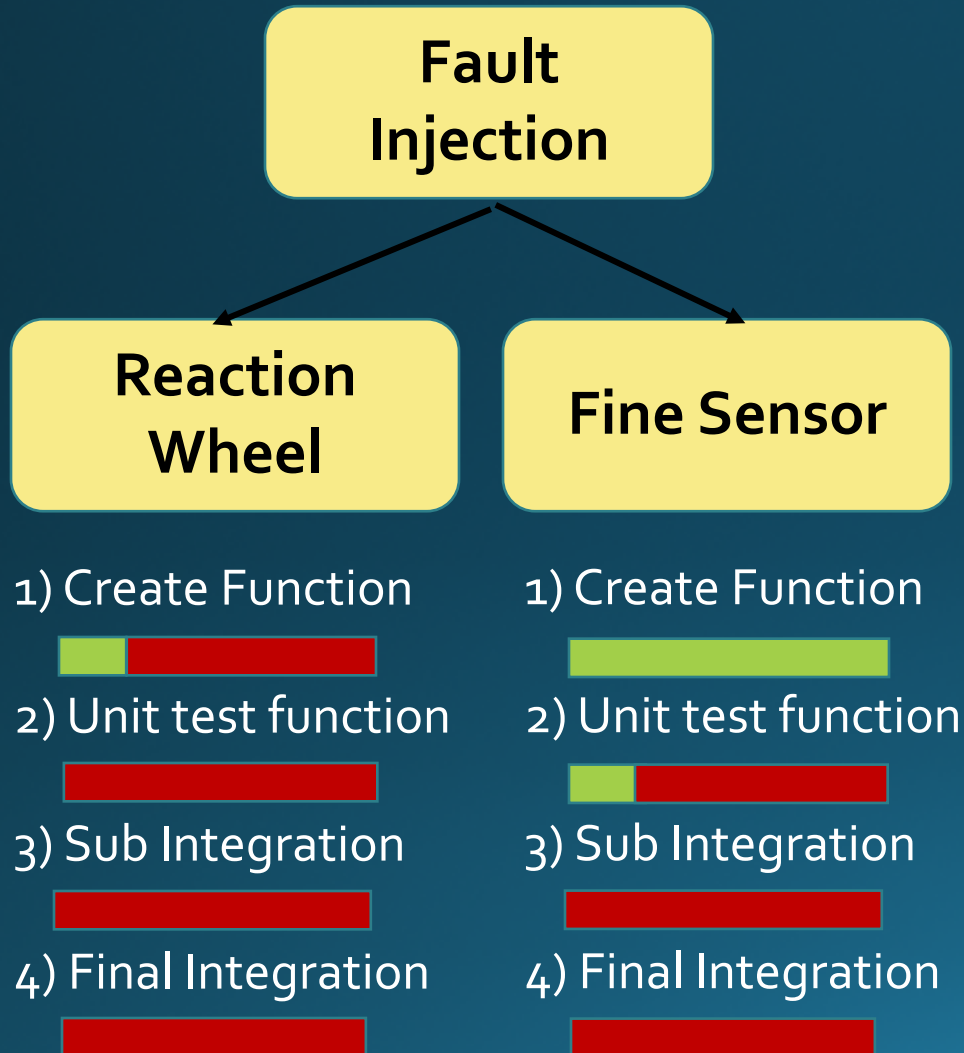 Fault
Injection
Reaction
Wheel
Fine Sensor
1) Create Function
2) Unit test function
3) Sub Integration
4) Final Integration
1) Create Function
2) Unit test function
3) Sub Integration
4) Final Integration